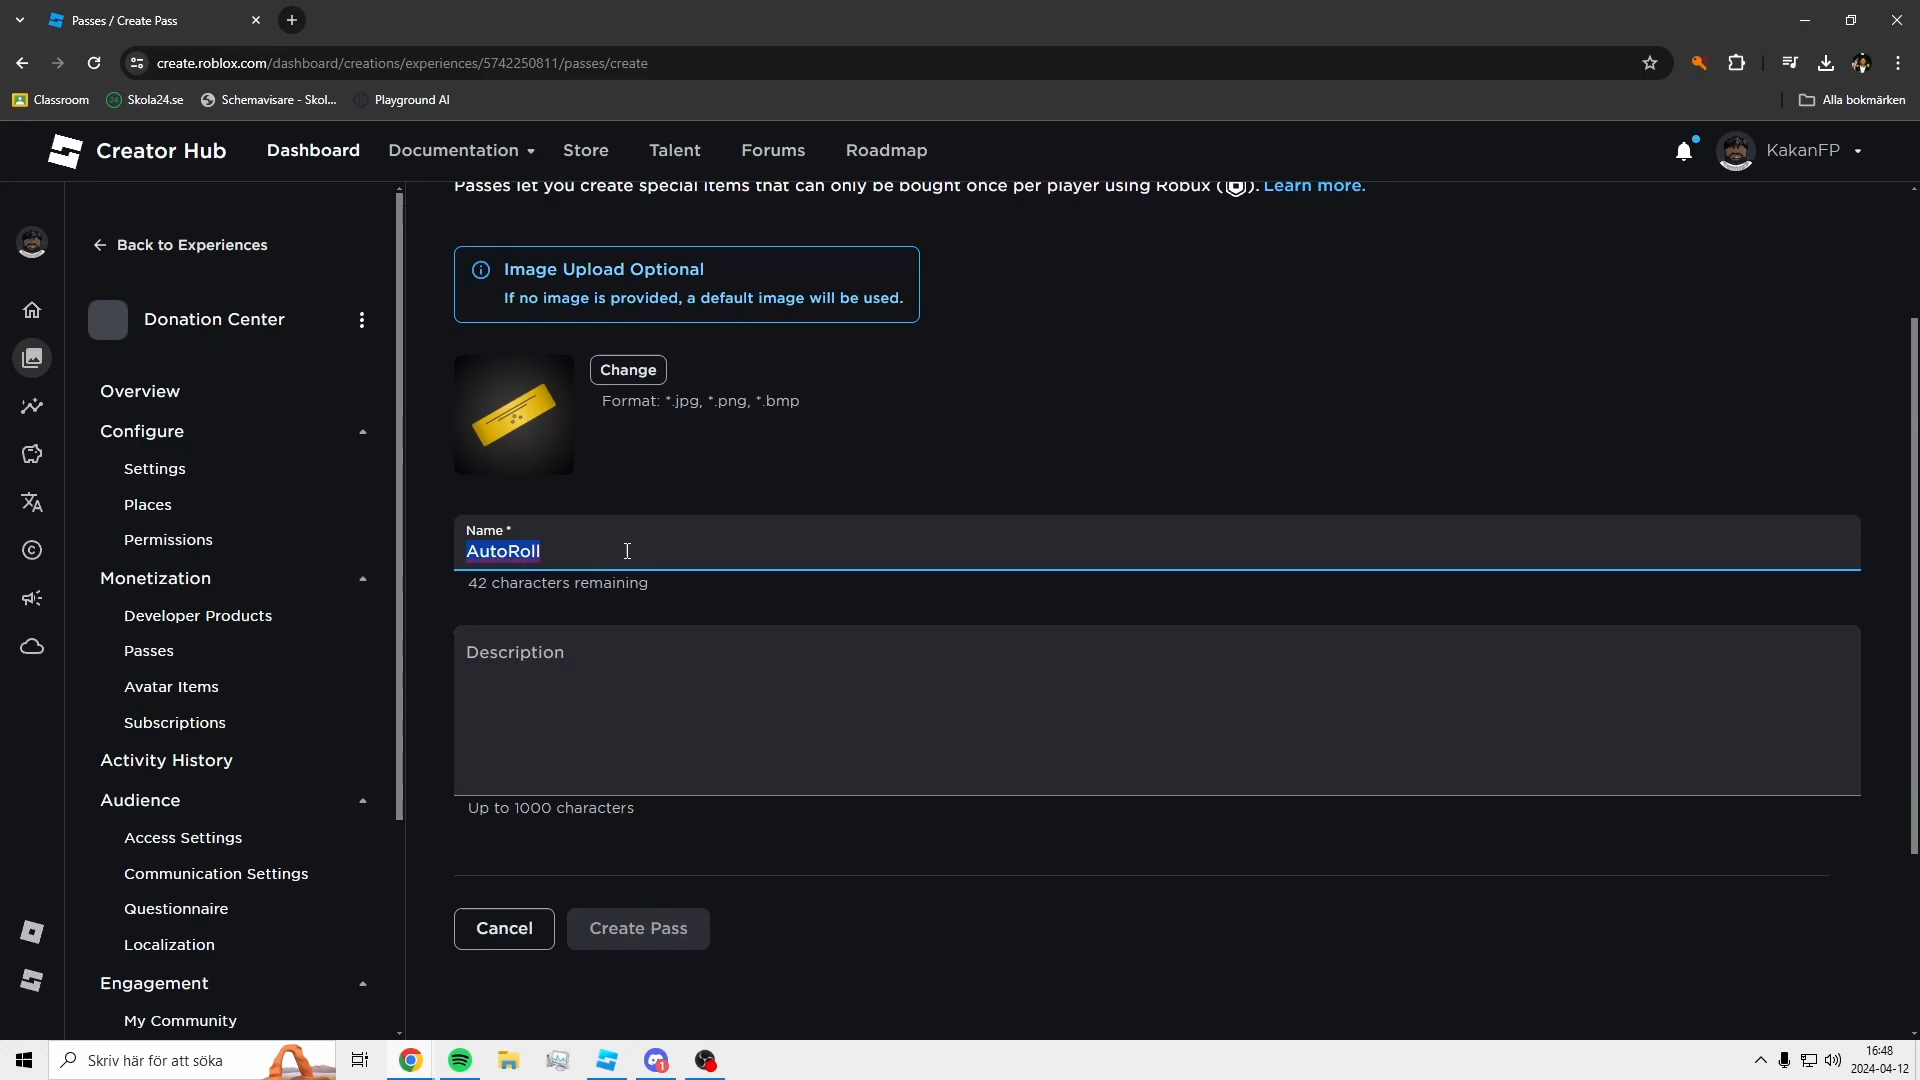 Passes / Create Pass
create.roblox.com/dashboard/creations/experiences/5742250811/passes/create
Classroom
Skola24.se
Schemavisare - Skol...
Playground AI
Alla bokmärken
Creator Hub
Dashboard
Documentation
Store
Talent
Forums
Roadmap
KakanFP
Back to Experiences
Donation Center
Overview
Configure
Settings
Places
Permissions
Monetization
Developer Products
Passes
Avatar Items
Subscriptions
Activity History
Audience
Access Settings
Communication Settings
Questionnaire
Localization
Engagement
My Community
Passes let you create special items that can only be bought once per player using Robux ( ). Learn more.
Image Upload Optional
If no image is provided, a default image will be used.
Change
Format: *.jpg, *.png, *.bmp
Name *
AutoRoll
42 characters remaining
Description
Up to 1000 characters
Cancel
Create Pass
Skriv här för att söka
1
16:48
2024-04-12